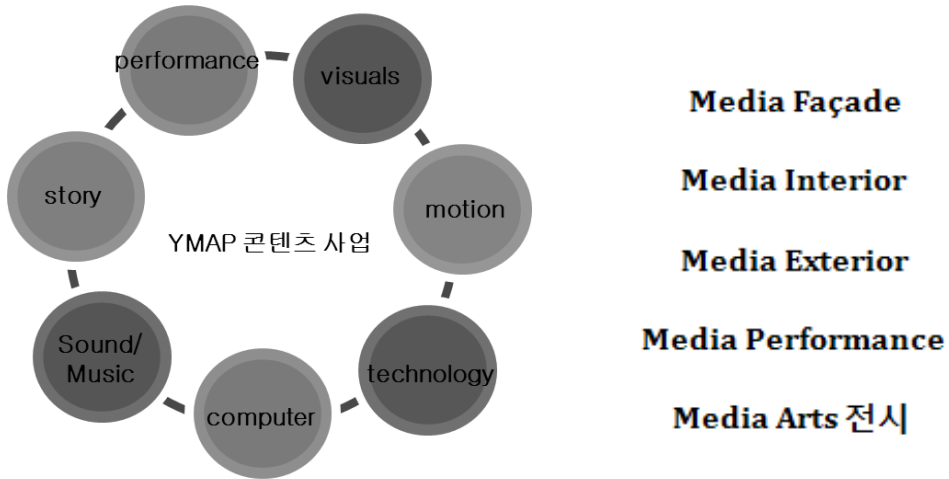 performance
visuals
story
motion
YMAP 콘텐츠 사업
Sound/
Music
technology
computer
Media Façade
Media Interior
Media Exterior
Media Performance
Media Arts 전시